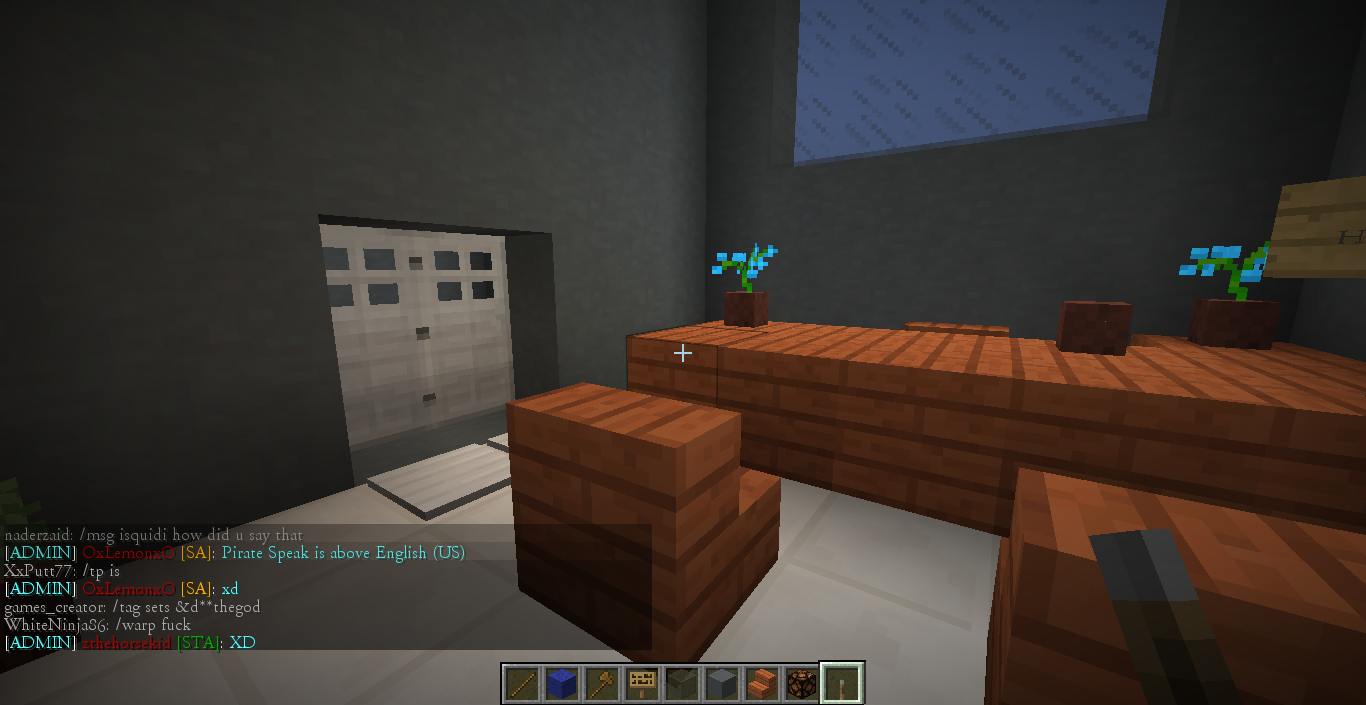 H
naderzaid: /msg isquidi how did u say that
[ADMIN] OxLemonxO [SA]: Pirate Speak is above English (US)
XxPutt77: /tp is
[ADMIN] OxLemonxO [SA]: xd
games_creator: /tag sets &d**thegod
WhiteNinja86: /warp fuck
[ADMIN] zthehorsekid [STA]: XD